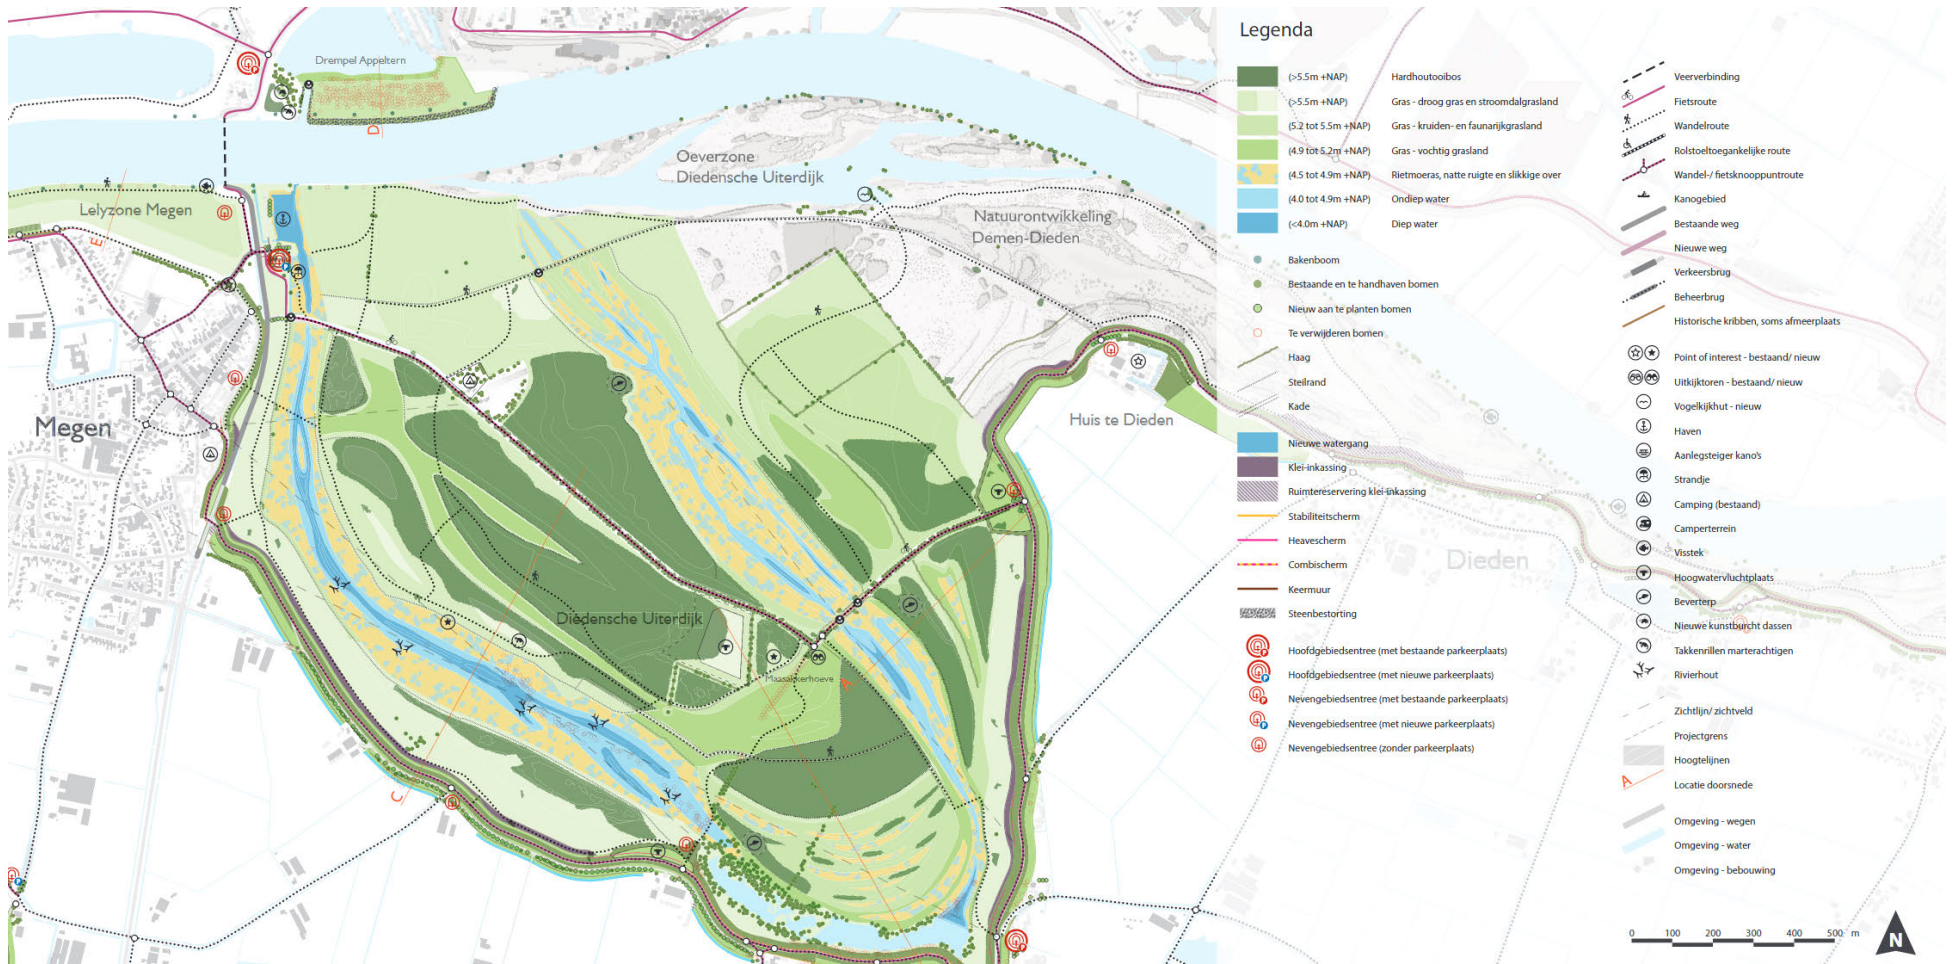 Drempel Appeltern
D
Oeverzone
Diedensche Uiterdijk
Lelyzone Megen
E
Natuurontwikkeling
Demen-Dieden
Megen
Huis te Dieden
Dieden
Diedensche Uiterdijk
Maasakkerhoeve
A
C
A
Legenda
(>5.5m +NAP) Hardhoutooibos
(>5.5m +NAP) Gras - droog gras en stroomdalgrasland
(5.2 tot 5.5m +NAP) Gras - kruiden- en faunarijkgrasland
(4.9 tot 5.2m +NAP) Gras - vochtig grasland
(4.5 tot 4.9m +NAP) Rietmoeras, natte ruigte en slikkige over
(4.0 tot 4.9m +NAP) Ondiep water
(<4.0m +NAP) Diep water
Bakenboom
Bestaande en te handhaven bomen
Nieuw aan te planten bomen
Te verwijderen bomen
Haag
Steilrand
Kade
Nieuwe watergang
Klei-inkassing
Ruimtereservering klei-inkassing
Stabiliteitscherm
Heavescherm
Combischerm
Keermuur
Steenbestorting
Hoofdgebiedsentree (met bestaande parkeerplaats)
Hoofdgebiedsentree (met nieuwe parkeerplaats)
Nevengebiedsentree (met bestaande parkeerplaats)
Nevengebiedsentree (met nieuwe parkeerplaats)
Nevengebiedsentree (zonder parkeerplaats)
Veerverbinding
Fietsroute
Wandelroute
Rolstoeltoegankelijke route
Wandel-/ fietsknooppuntroute
Kanogebied
Bestaande weg
Nieuwe weg
Verkeersbrug
Beheerbrug
Historische kribben, soms afmeerplaats
Point of interest - bestaand/ nieuw
Uitkijktoren - bestaand/ nieuw
Vogelkijkhut - nieuw
Haven
Aanlegsteiger kano's
Strandje
Camping (bestaand)
Camperterrein
Visstek
Hoogwatervluchtplaats
Beverterp
Nieuwe kunstburcht dassen
Takkenrillen marterachtigen
Rivierhout
Zichtlijn/ zichtveld
Projectgrens
Hoogtelijnen
A Locatie doorsnede
Omgeving - wegen
Omgeving - water
Omgeving - bebouwing
0 100 200 300 400 500 m
N